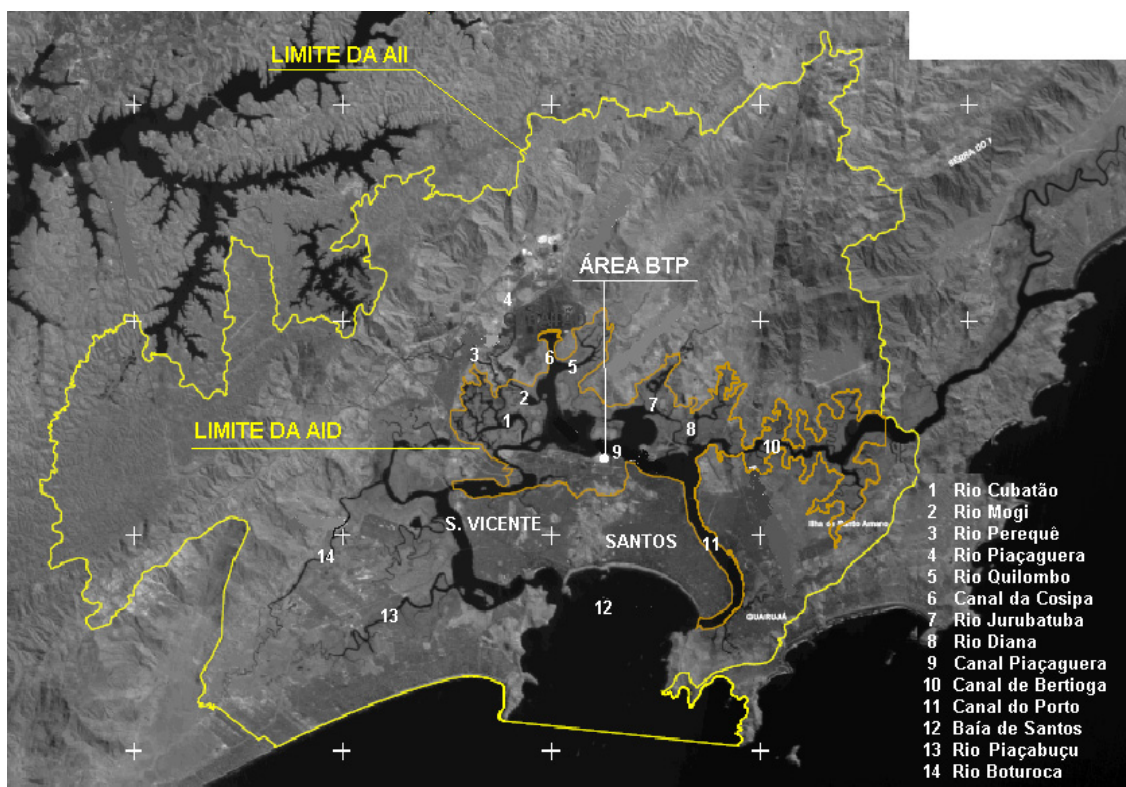 LIMITE DA AII
SERRA DO
ÁREA BTP
4
3
6
5
2
7
1
8
LIMITE DA AID
9
10
S. VICENTE
SANTOS
11
14
12
13
GUARUJÁ
1 Rio Cubatão
2 Rio Mogi
3 Rio Perequê
4 Rio Piaçaguera
5 Rio Quilombo
6 Canal da Cosipa
7 Rio Jurubatuba
8 Rio Diana
9 Canal Piaçaguera
10 Canal de Bertioga
11 Canal do Porto
12 Baía de Santos
13 Rio Piaçabuçu
14 Rio Boturoca